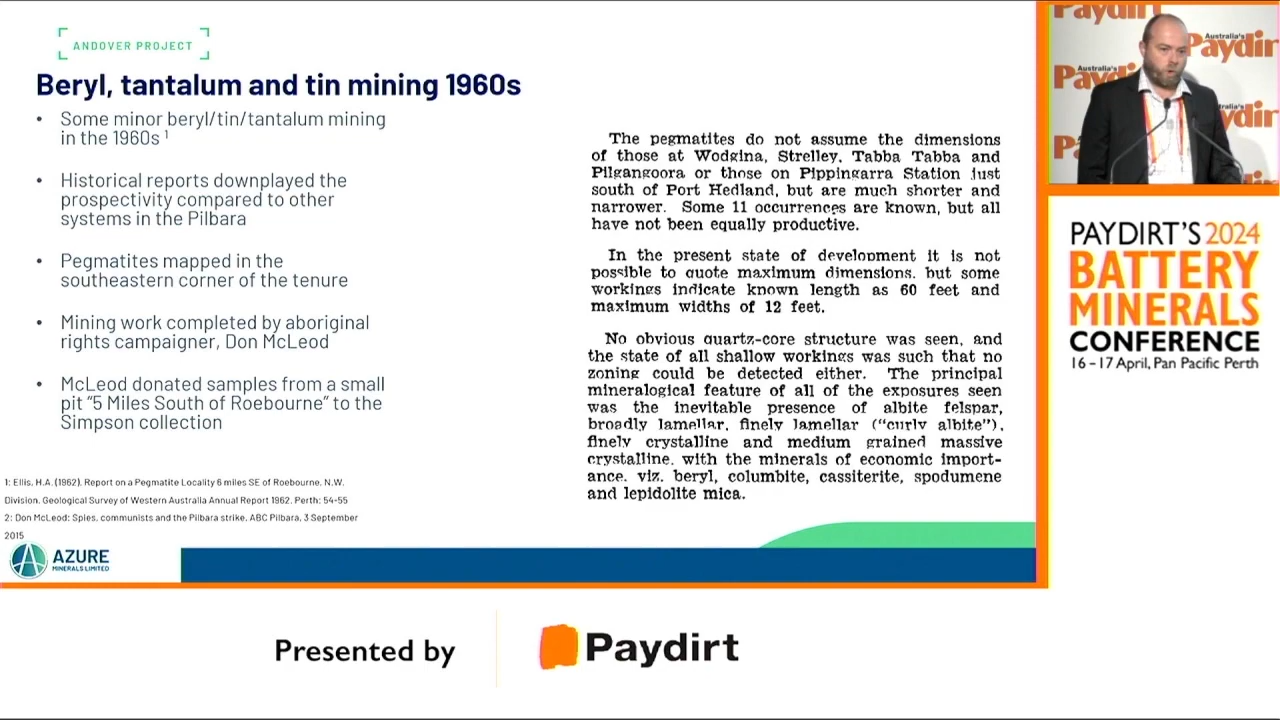 ANDOVER PROJECT
Beryl, tantalum and tin mining 1960s
• Some minor beryl/tin/tantalum mining
in the 1960s ¹
• Historical reports downplayed the
prospectivity compared to other
systems in the Pilbara
• Pegmatites mapped in the
southeastern corner of the tenure
• Mining work completed by aboriginal
rights campaigner, Don McLeod
• McLeod donated samples from a small
pit "5 Miles South of Roebourne" to the
Simpson collection
1: Ellis, H.A. (1962). Report on a Pegmatite Locality 6 miles SE of Roebourne, N.W.
Division. Geological Survey of Western Australia Annual Report 1962. Perth: 54-55
2: Don McLeod: Spies, communists and the Pilbara strike, ABC Pilbara, 3 September
2015
AZURE
MINERALS LIMITED
The pegmatites do not assume the dimensions
of those at Wodgina, Strelley, Tabba Tabba and
Pilgangoora or those on Pippingarra Station just
south of Port Hedland, but are much shorter and
narrower. Some 11 occurrences are known, but all
have not been equally productive.
In the present state of development it is not
possible to quote maximum dimensions, but some
workings indicate known length as 60 feet and
maximum widths of 12 feet.
No obvious quartz-core structure was seen, and
the state of all shallow workings was such that no
zoning could be detected either. The principal
mineralogical feature of all of the exposures seen
was the inevitable presence of albite felspar,
broadly lamellar, finely lamellar ("curly albite"),
finely crystalline and medium grained massive
crystalline, with the minerals of economic import-
ance, viz. beryl, columbite, cassiterite, spodumene
and lepidolite mica.
Paydirt
Australia's
Paydirt
Australia's
PAYDIRT'S 2024
BATTERY
MINERALS
CONFERENCE
16 – 17 April, Pan Pacific Perth
Presented by
Paydirt